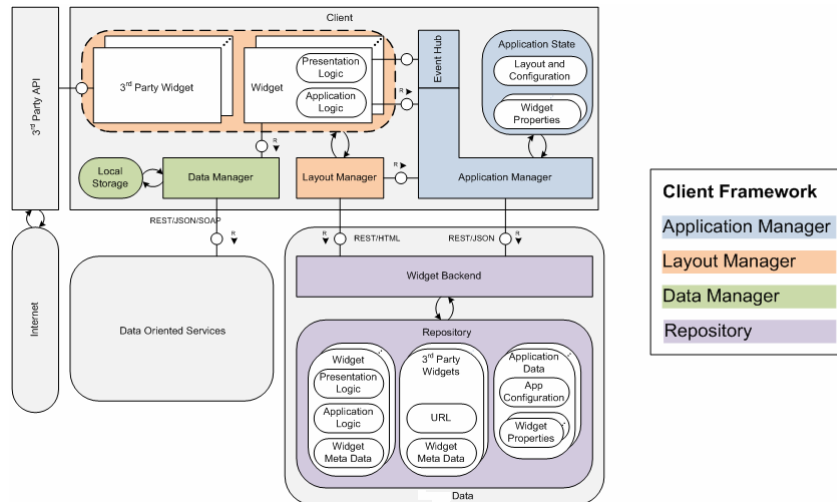 Client
3rd Party API
3rd Party Widget
Widget
Presentation
Logic
Application
Logic
Event Hub
Application State
Layout and
Configuration
Widget
Properties
R
R
R
Local
Storage
Data Manager
Layout Manager
Application Manager
REST/JSON/SOAP
R
R
REST/HTML
REST/JSON
R
Internet
Data Oriented Services
Widget Backend
Repository
Widget
Presentation
Logic
Application
Logic
Widget
Meta Data
3rd Party
Widgets
URL
Widget
Meta Data
Application
Data
App
Configuration
Widget
Properties
Data
Client Framework
Application Manager
Layout Manager
Data Manager
Repository